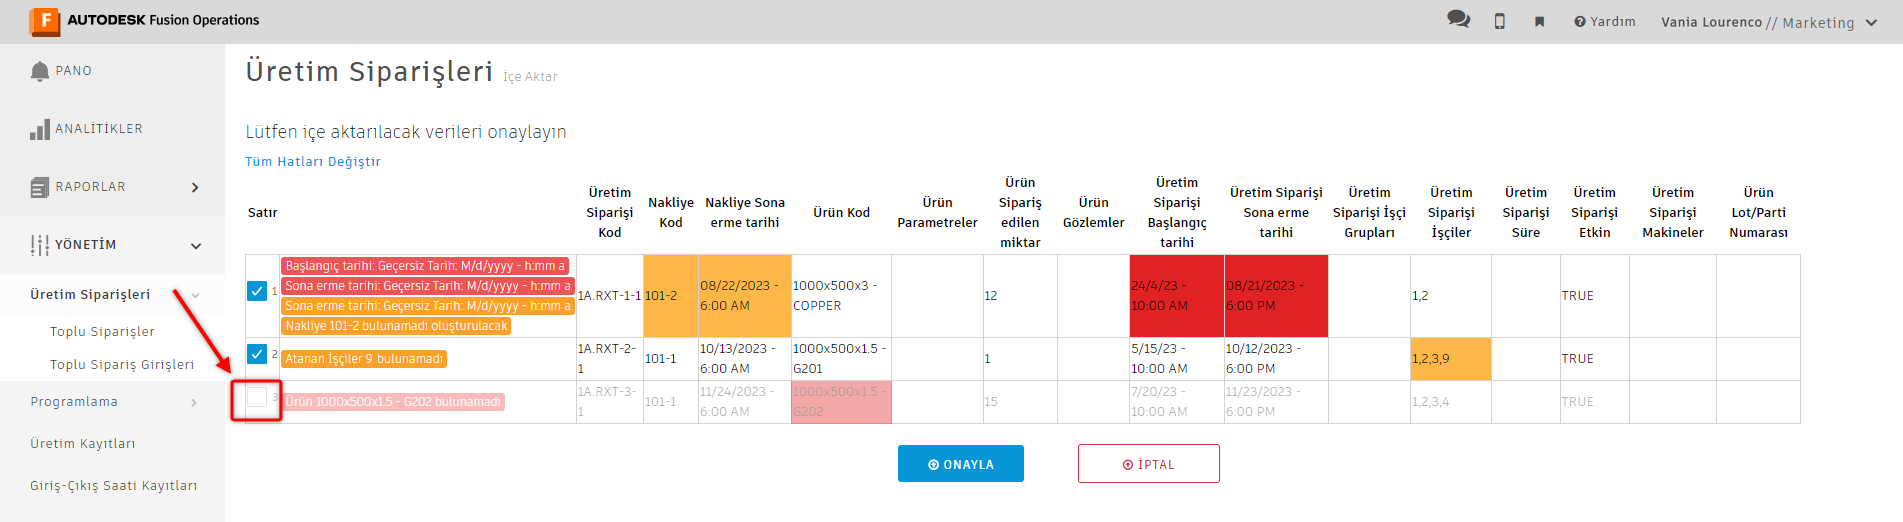 AUTODESK Fusion Operations
Yardım
Vania Lourenco // Marketing
PANO
ANALİTİKLER
RAPORLAR
YÖNETİM
Üretim Siparişleri
Toplu Siparişler
Toplu Sipariş Girişleri
Programlama
Üretim Kayıtları
Giriş-Çıkış Saati Kayıtları
Üretim Siparişleri İçe Aktar
Lütfen içe aktarılacak verileri onaylayın
Tüm Hatları Değiştir
Satır
Üretim
Siparişi
Kod
Nakliye
Kod
Nakliye Sona
erme tarihi
Ürün Kod
Ürün
Parametreler
Ürün
Sipariş
edilen
miktar
Ürün
Gözlemler
Üretim
Siparişi
Başlangıç
tarihi
Üretim Siparişi
Sona erme
tarihi
Üretim
Siparişi İşçi
Grupları
Üretim
Siparişi
İşçiler
Üretim
Siparişi
Süre
Üretim
Siparişi
Etkin
Üretim
Siparişi
Makineler
Ürün
Lot/Parti
Numarası
1
Başlangıç tarihi: Geçersiz Tarih: M/d/yyyy - h:mm a
Sona erme tarihi: Geçersiz Tarih: M/d/yyyy - h:mm a
Sona erme tarihi: Geçersiz Tarih: M/d/yyyy - h:mm a
Nakliye 101-2 bulunamadı oluşturulacak
1A.RXT-1-1
101-2
08/22/2023 -
6:00 AM
1000x500x3 -
COPPER
12
24/4/23 -
10:00 AM
08/21/2023 -
6:00 PM
1,2
TRUE
2
Atanan İşçiler 9 bulunamadı
1A.RXT-2-
1
101-1
10/13/2023 -
6:00 AM
1000x500x1.5 -
G201
1
5/15/23 -
10:00 AM
10/12/2023 -
6:00 PM
1,2,3,9
TRUE
3
Ürün 1000x500x1.5 - G202 bulunamadı
1A.RXT-3-
1
101-1
11/24/2023 -
6:00 AM
1000x500x1.5 -
G202
15
7/20/23 -
10:00 AM
11/23/2023 -
6:00 PM
1,2,3,4
TRUE
ONAYLA
İPTAL